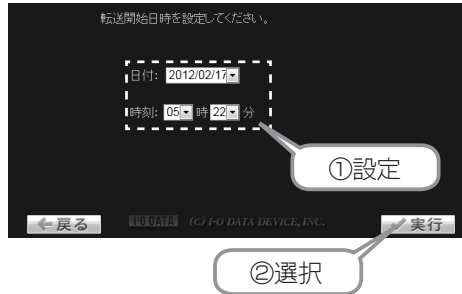 転送開始日時を設定してください。
日付: 2012/02/17
時刻: 05 時 22 分
①設定
戻る I-O DATA (C) I-O DATA DEVICE, INC. 実行
②選択